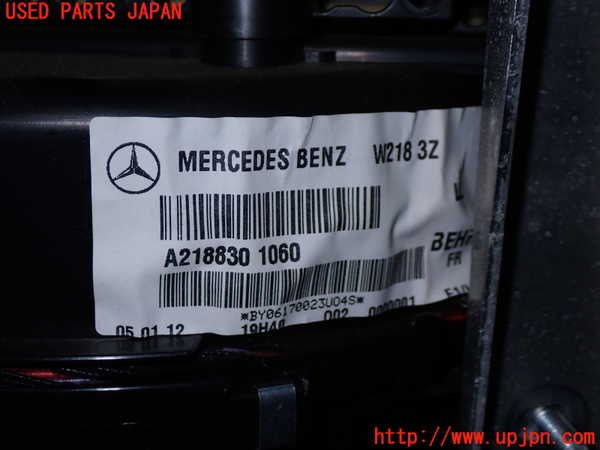 USED PARTS JAPAN
MERCEDES BENZ W218 3Z
A218830 1060
BEHR
FR
*BY06170023U04S*
05.01.12 19H40 002
http://www.upjpn.com/